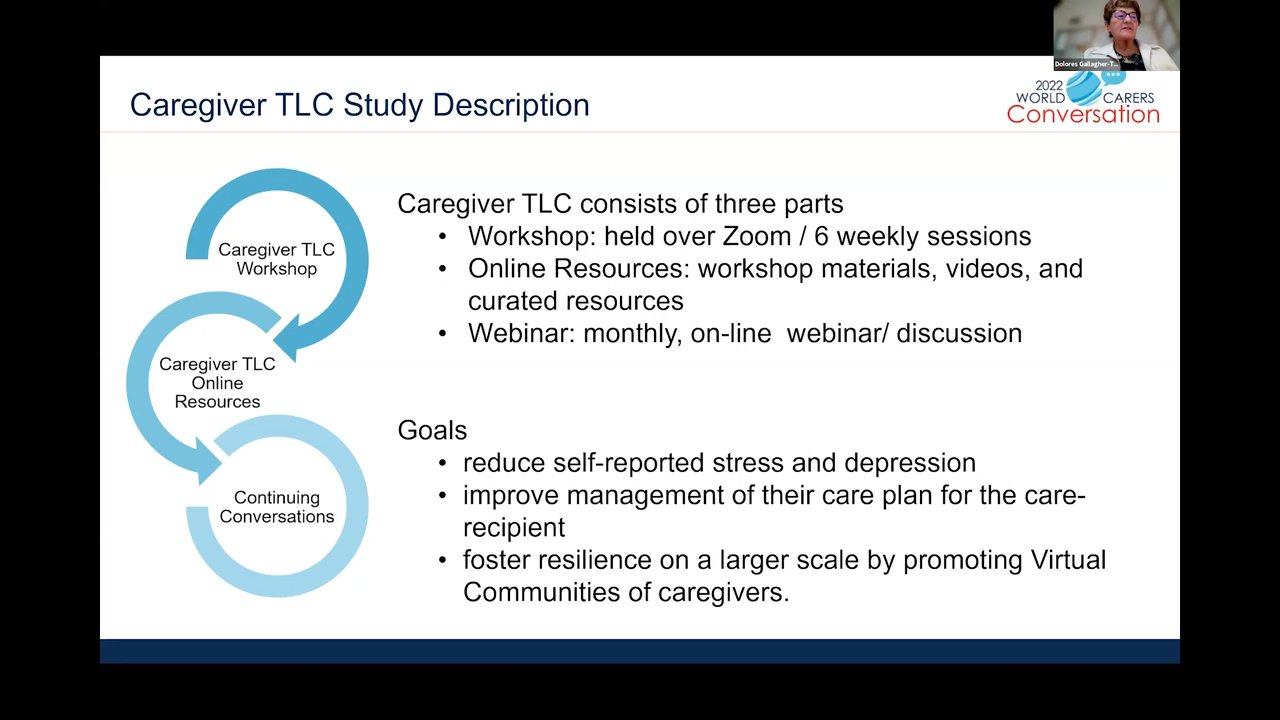 Dolores Gallagher-T...
Caregiver TLC Study Description
2022
WORLD CARERS
Conversation
Caregiver TLC
Workshop
Caregiver TLC
Online
Resources
Continuing
Conversations
Caregiver TLC consists of three parts
• Workshop: held over Zoom / 6 weekly sessions
• Online Resources: workshop materials, videos, and
curated resources
• Webinar: monthly, on-line webinar/ discussion
Goals
• reduce self-reported stress and depression
• improve management of their care plan for the care-
recipient
• foster resilience on a larger scale by promoting Virtual
Communities of caregivers.